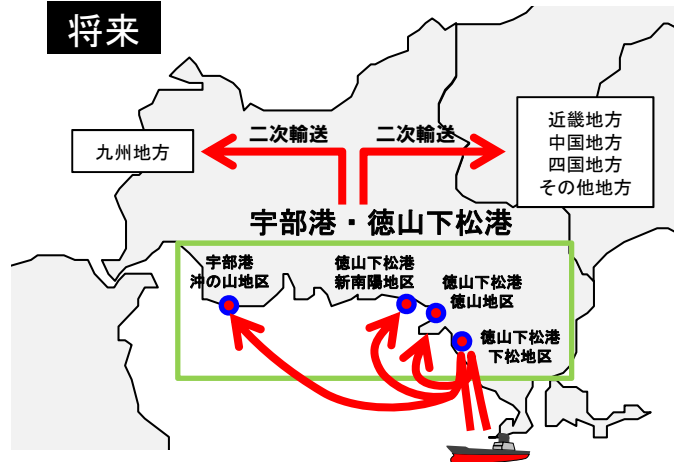 将来
二次輸送
二次輸送
九州地方
近畿地方
中国地方
四国地方
その他地方
宇部港・徳山下松港
宇部港
沖の山地区
徳山下松港
新南陽地区
徳山下松港
徳山地区
徳山下松港
下松地区